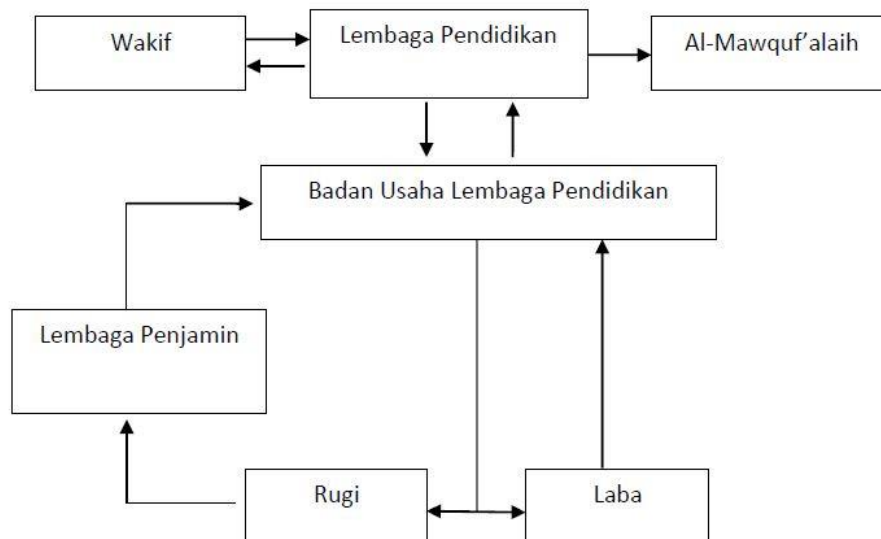 Wakif
Lembaga Pendidikan
Al-Mawquf’alaih
Badan Usaha Lembaga Pendidikan
Lembaga Penjamin
Rugi
Laba